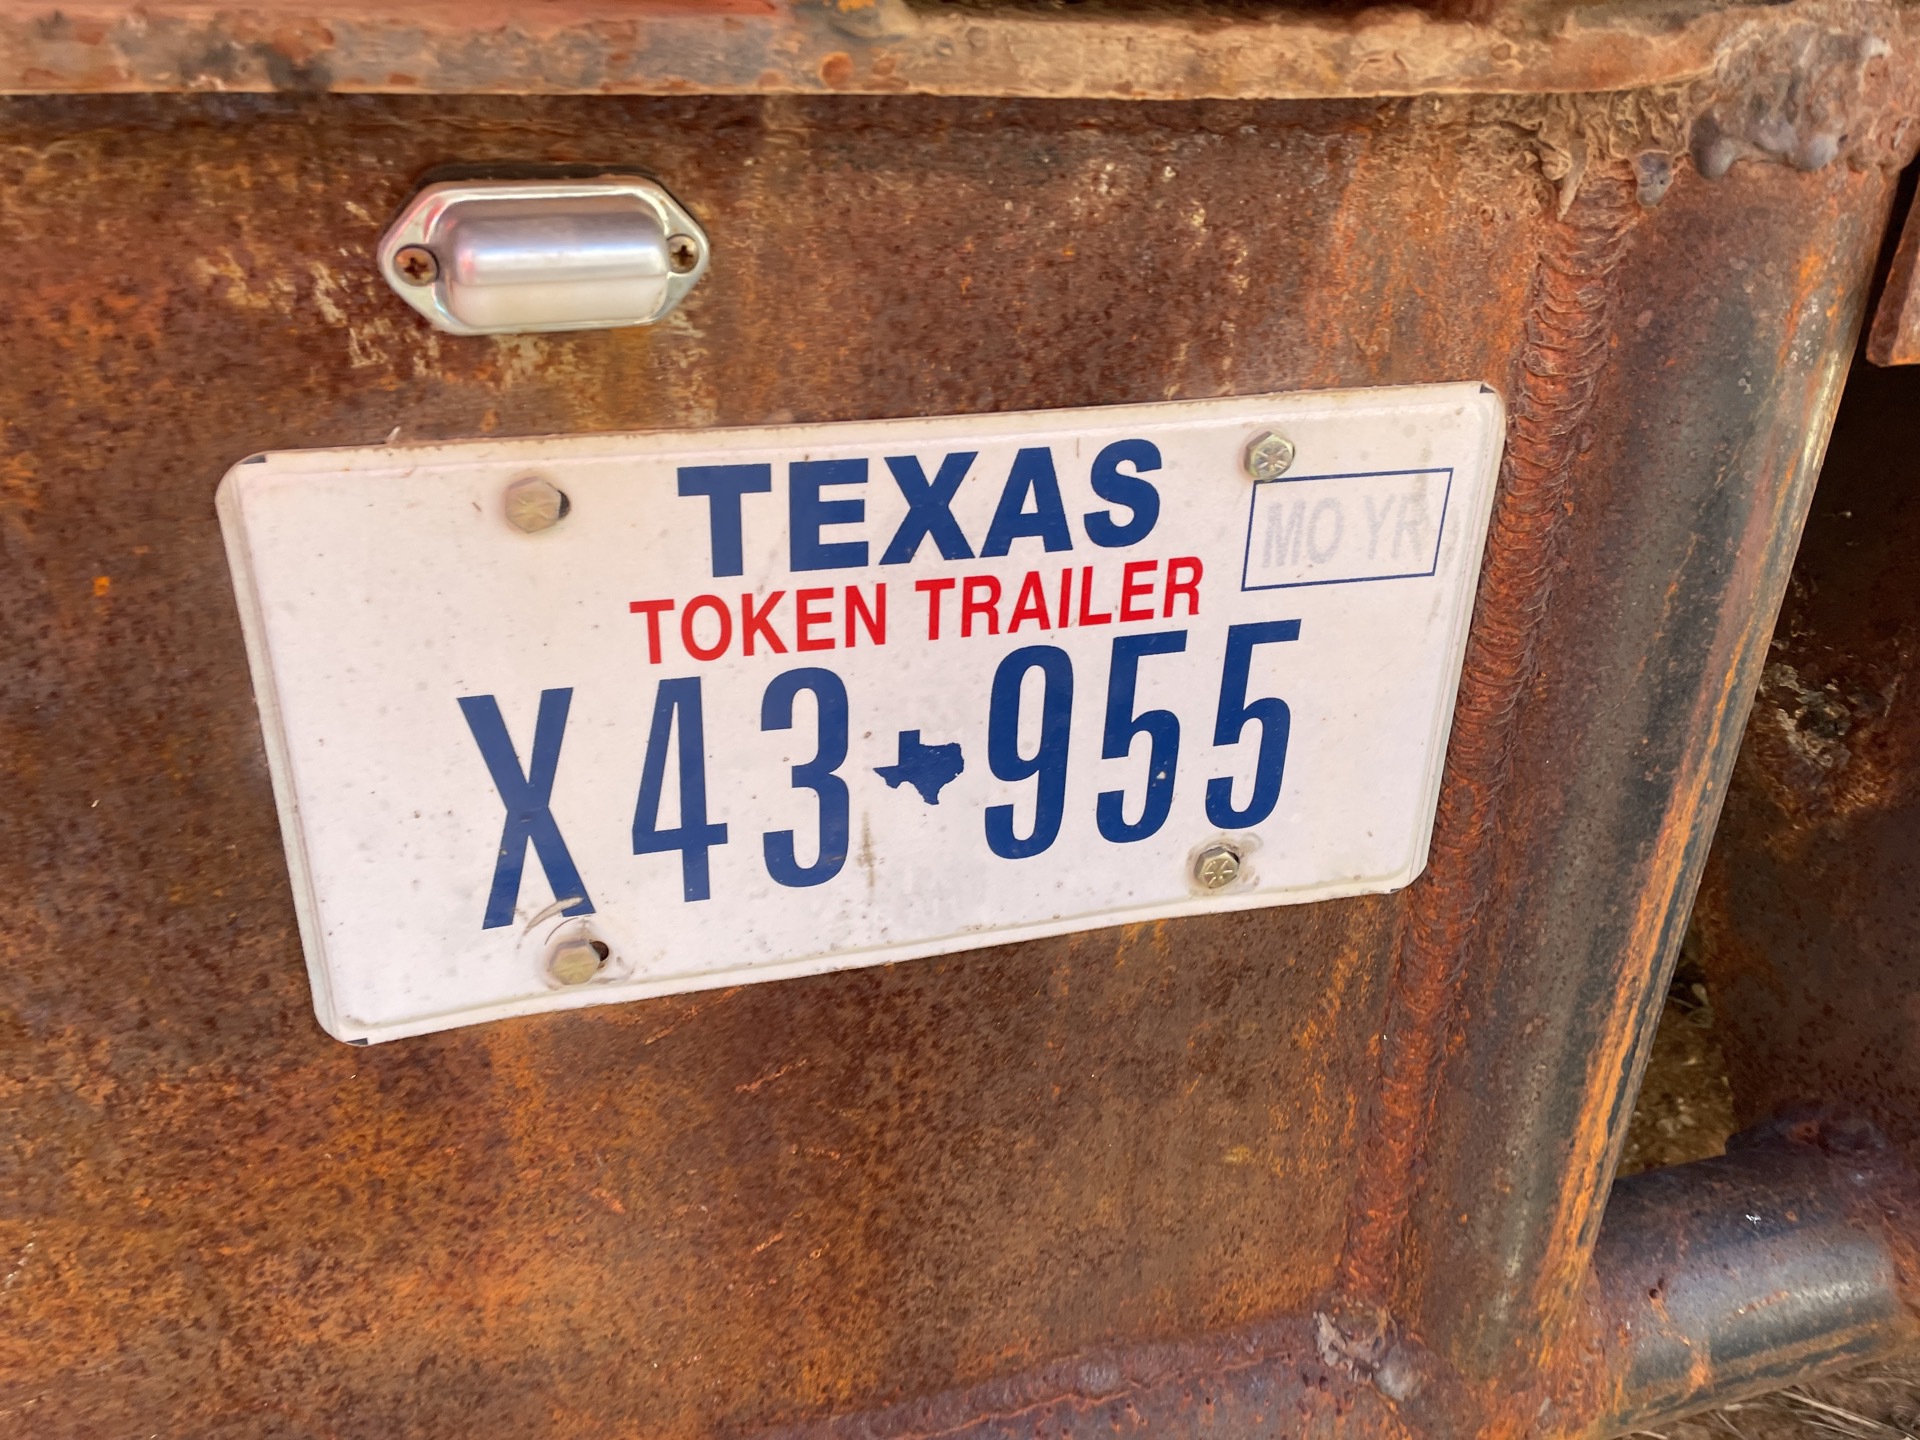 TEXAS
MO YR
TOKEN TRAILER
X43 955